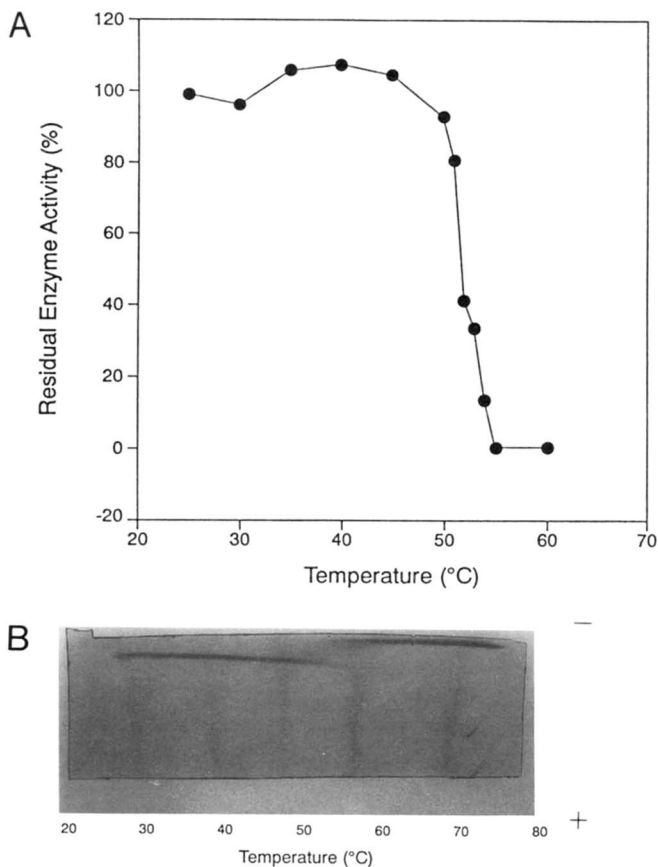 A
Residual Enzyme Activity (%)
120
100
80
60
40
20
0
-20
20 30 40 50 60 70
Temperature (°C)
B
−
+
20 30 40 50 60 70 80
Temperature (°C)